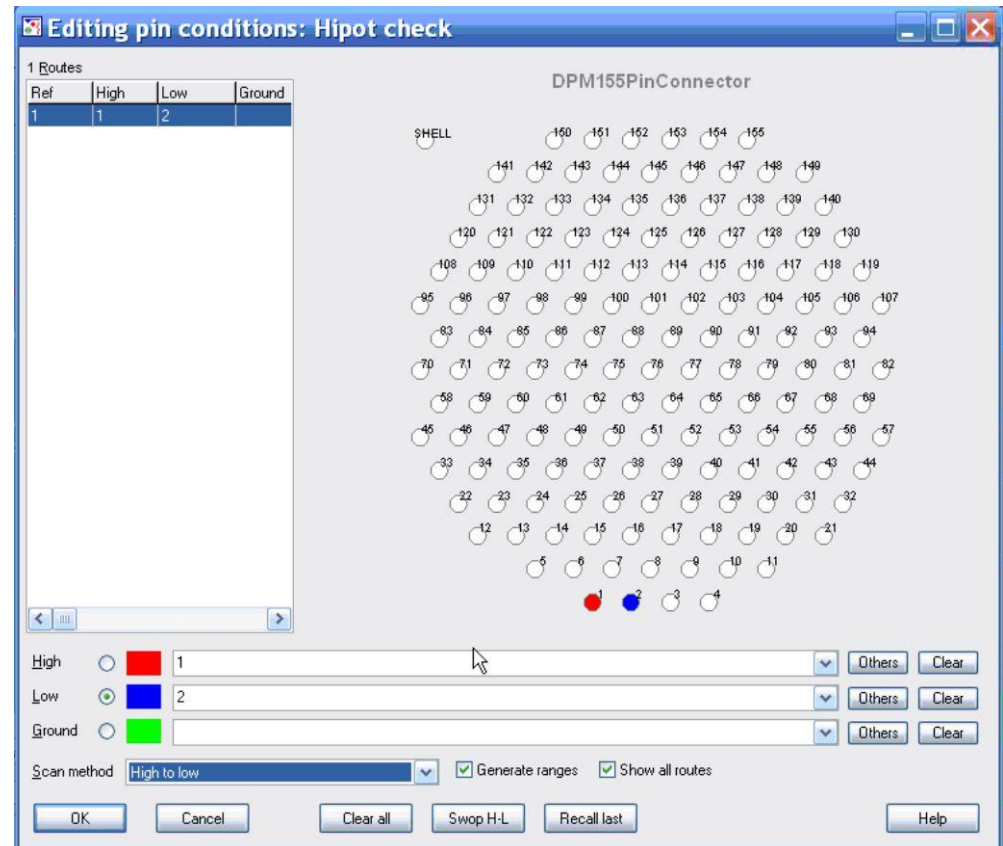 Editing pin conditions: Hipot check
1 Routes
Ref High Low Ground
1 1 2
DPM155PinConnector
SHELL 150 151 152 153 154 155
141 142 143 144 145 146 147 148 149
131 132 133 134 135 136 137 138 139 140
120 121 122 123 124 125 126 127 128 129 130
108 109 110 111 112 113 114 115 116 117 118 119
95 96 97 98 99 100 101 102 103 104 105 106 107
83 84 85 86 87 88 89 90 91 92 93 94
70 71 72 73 74 75 76 77 78 79 80 81 82
58 59 60 61 62 63 64 65 66 67 68 69
45 46 47 48 49 50 51 52 53 54 55 56 57
33 34 35 36 37 38 39 40 41 42 43 44
22 23 24 25 26 27 28 29 30 31 32
12 13 14 15 16 17 18 19 20 21
5 6 7 8 9 10 11
1 2 3 4
High 1 Others Clear
Low 2 Others Clear
Ground Others Clear
Scan method High to low Generate ranges Show all routes
OK Cancel Clear all Swop H-L Recall last Help